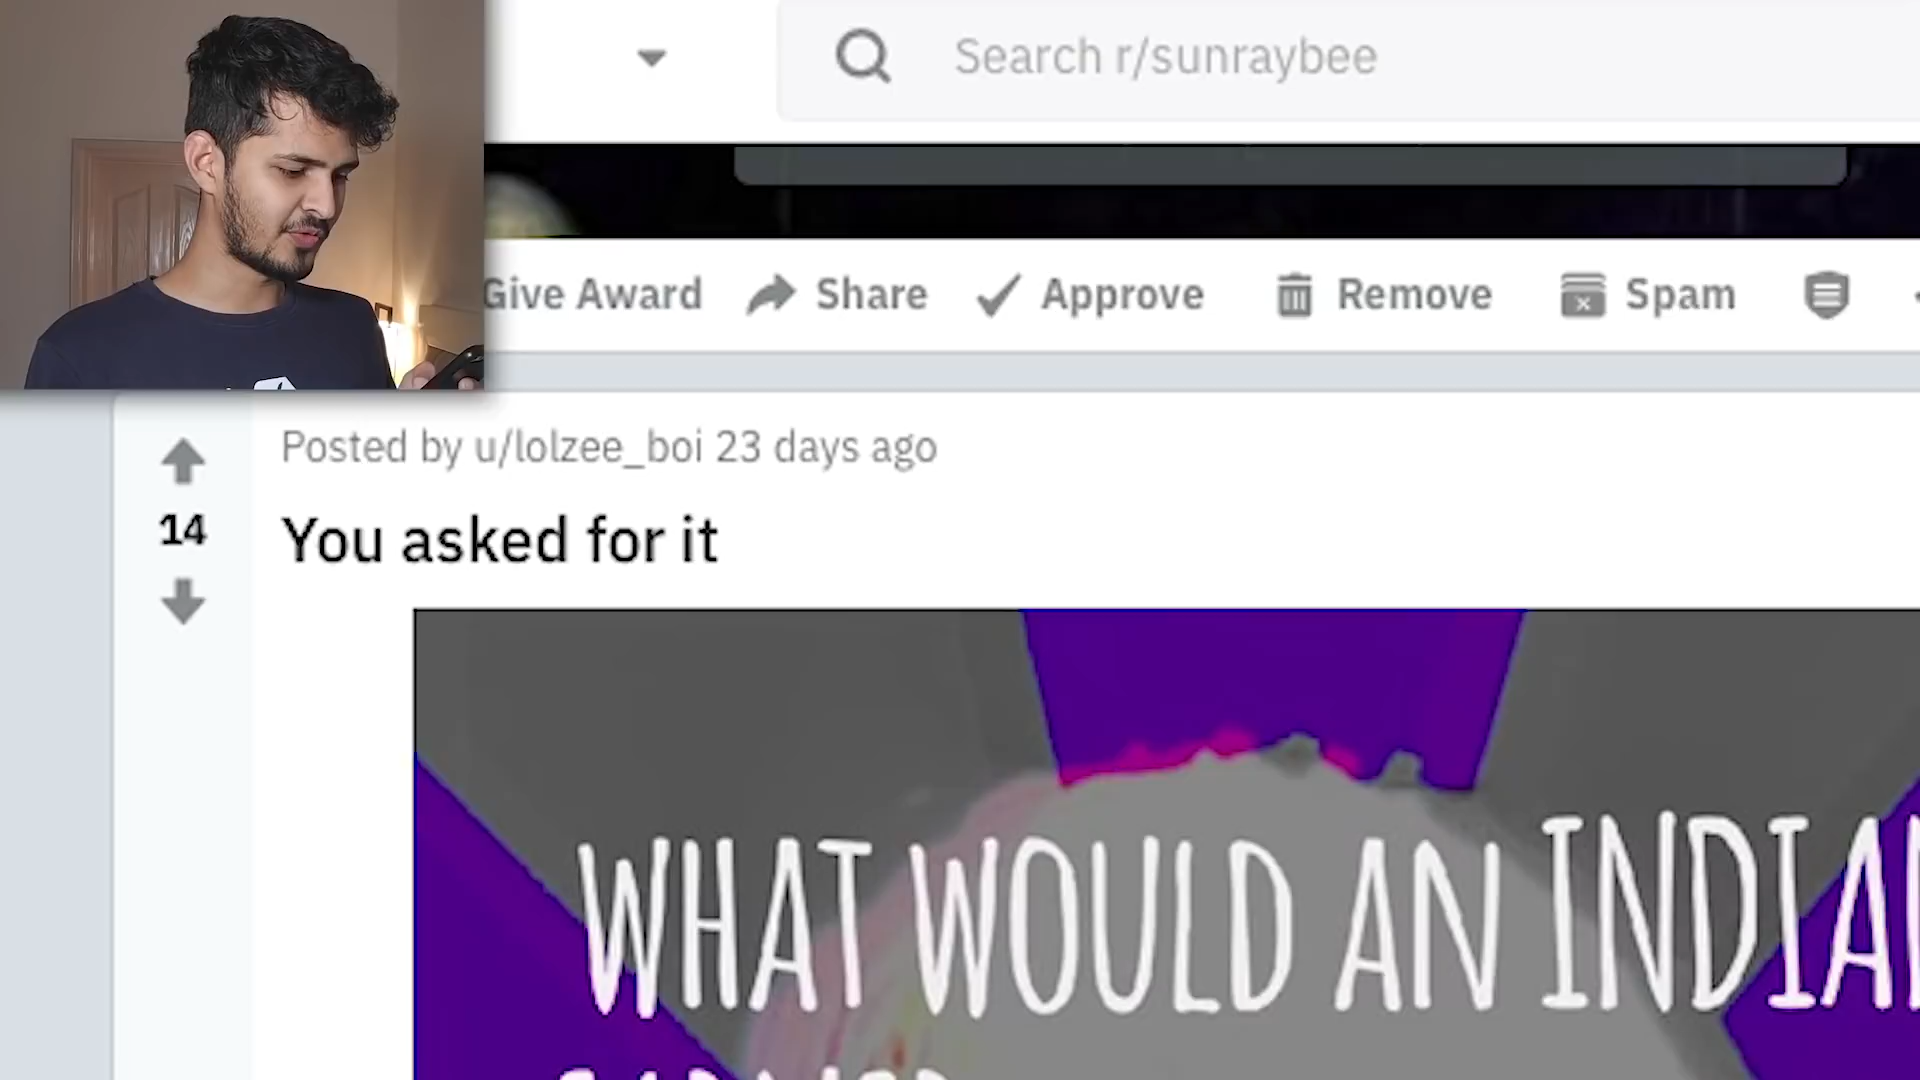 Search r/sunraybee
Give Award Share Approve Remove Spam
Posted by u/lolzee_boi 23 days ago
14
You asked for it
WHAT WOULD AN INDIAN